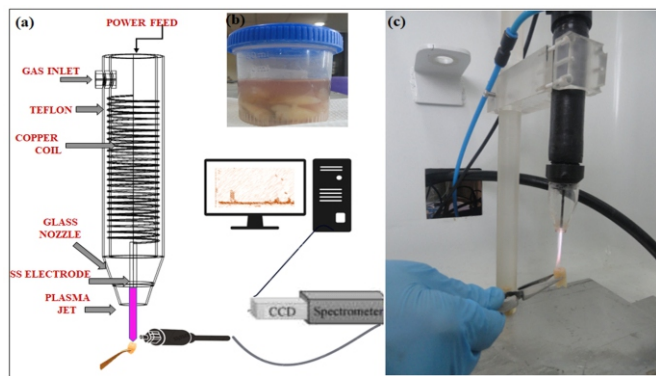 (a)
POWER FEED
GAS INLET
TEFLON
COPPER
COIL
GLASS
NOZZLE
SS ELECTRODE
PLASMA
JET
(b)
CCD
Spectrometer
(c)